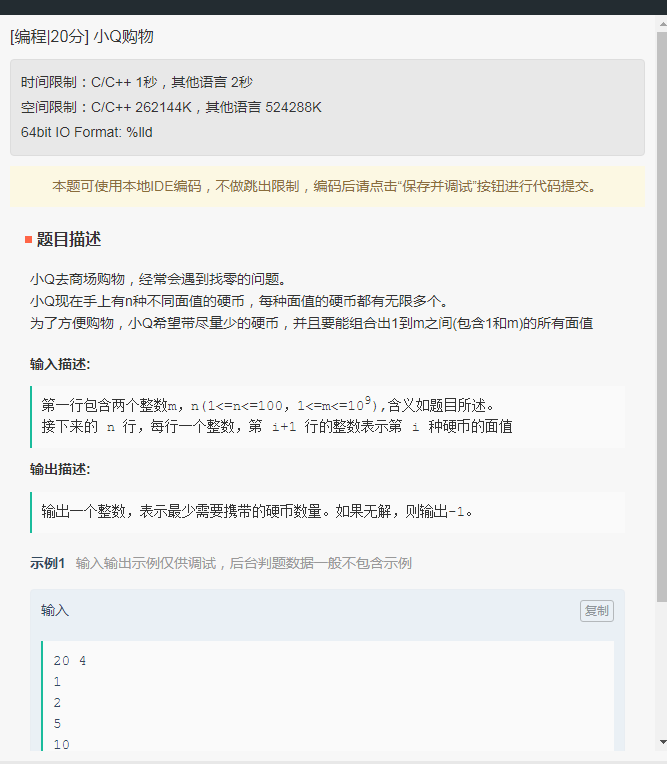 [编程|20分] 小Q购物
时间限制：C/C++ 1秒，其他语言 2秒
空间限制：C/C++ 262144K，其他语言 524288K
64bit IO Format: %lld
本题可使用本地IDE编码，不做跳出限制，编码后请点击“保存并调试”按钮进行代码提交。
题目描述
小Q去商场购物，经常会遇到找零的问题。
小Q现在手上有n种不同面值的硬币，每种面值的硬币都有无限多个。
为了方便购物，小Q希望带尽量少的硬币，并且要能组合出1到m之间(包含1和m)的所有面值
输入描述:
第一行包含两个整数m，n(1<=n<=100，1<=m<=10⁹),含义如题目所述。
接下来的 n 行，每行一个整数，第 i+1 行的整数表示第 i 种硬币的面值
输出描述:
输出一个整数，表示最少需要携带的硬币数量。如果无解，则输出-1。
示例1 输入输出示例仅供调试，后台判题数据一般不包含示例
输入
复制
20 4
1
2
5
10